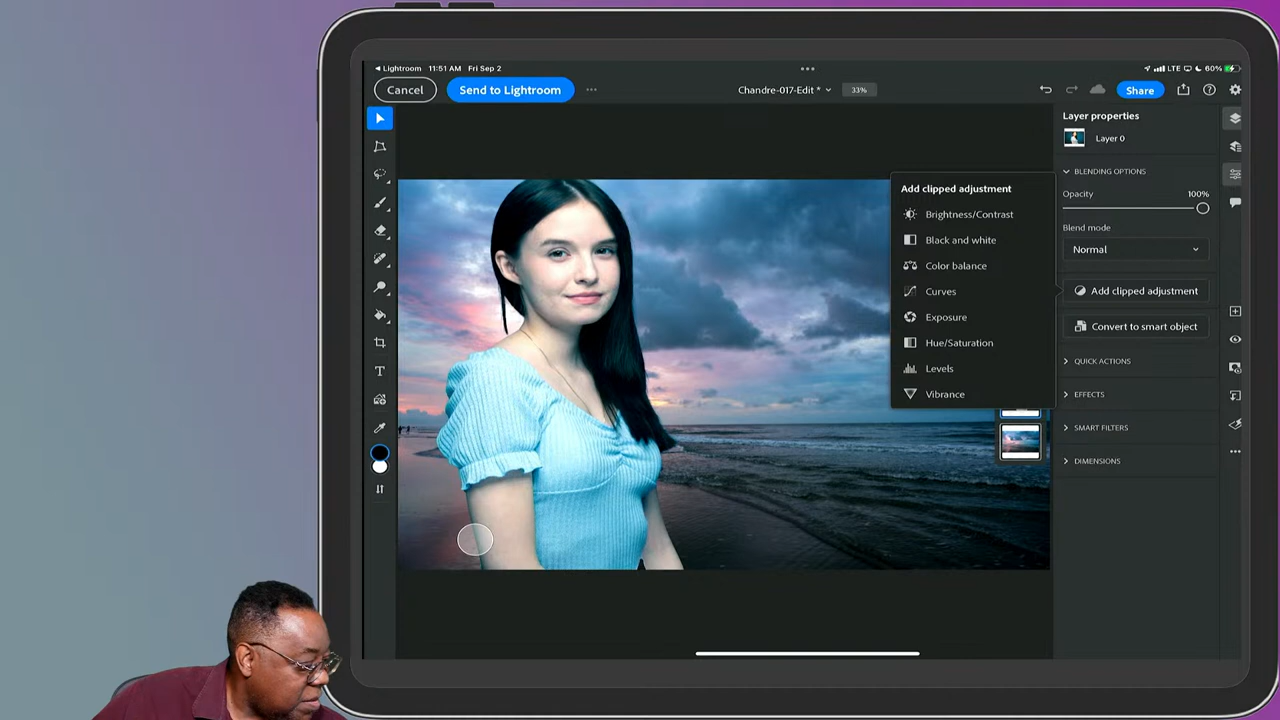 Lightroom 11:51 AM Fri Sep 2
LTE 60%
Cancel Send to Lightroom Chandre-017-Edit * 33% Share
Layer properties
Layer 0
BLENDING OPTIONS
Opacity 100%
Blend mode
Normal
Add clipped adjustment
Convert to smart object
QUICK ACTIONS
EFFECTS
SMART FILTERS
DIMENSIONS
Add clipped adjustment
Brightness/Contrast
Black and white
Color balance
Curves
Exposure
Hue/Saturation
Levels
Vibrance
T